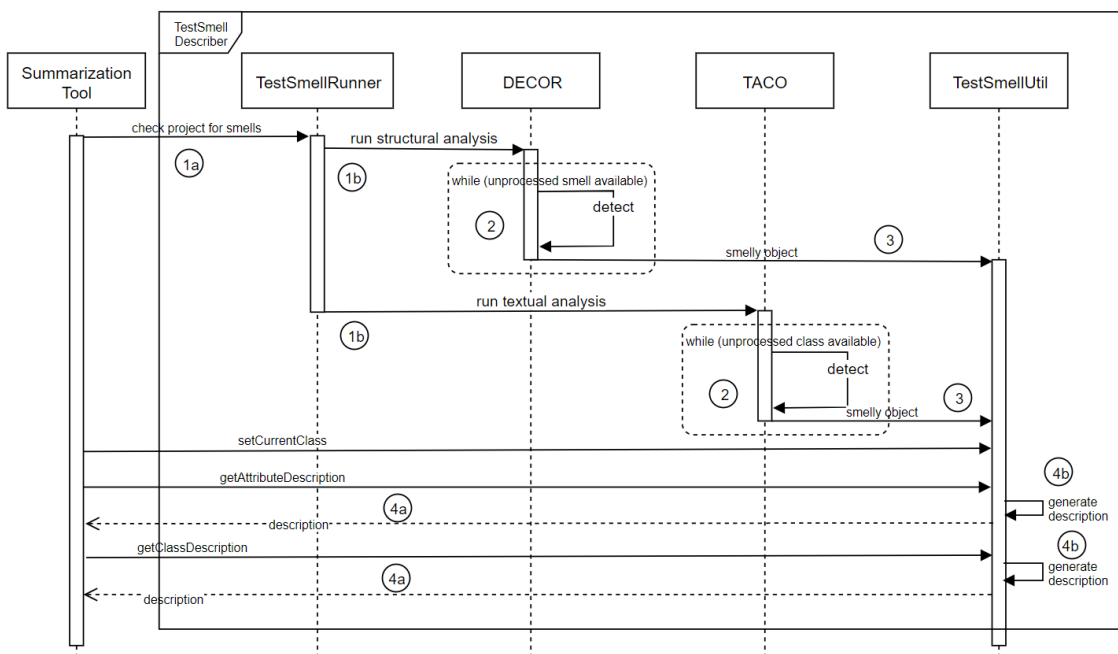 TestSmell
Describer
Summarization
Tool
TestSmellRunner
DECOR
TACO
TestSmellUtil
check project for smells
1a
run structural analysis
1b
while (unprocessed smell available)
detect
2
smelly object
3
run textual analysis
1b
while (unprocessed class available)
detect
2
smelly object
3
setCurrentClass
getAttributeDescription
4b
generate
description
4a
description
getClassDescription
4b
generate
description
4a
description